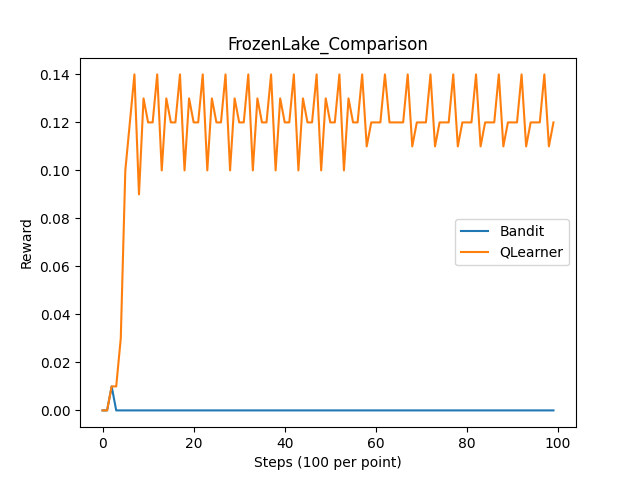 FrozenLake_Comparison
0.14
0.12
0.10
0.08
0.06
0.04
0.02
0.00
Reward
Bandit
QLearner
0 20 40 60 80 100
Steps (100 per point)